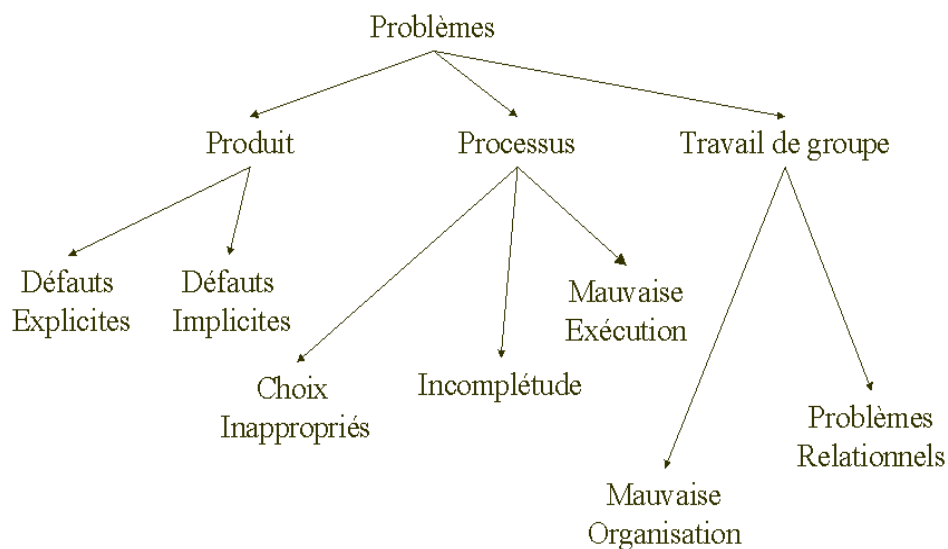 Problèmes
Produit
Processus
Travail de groupe
Défauts
Explicites
Défauts
Implicites
Mauvaise
Exécution
Choix
Inappropriés
Incomplétude
Problèmes
Relationnels
Mauvaise
Organisation